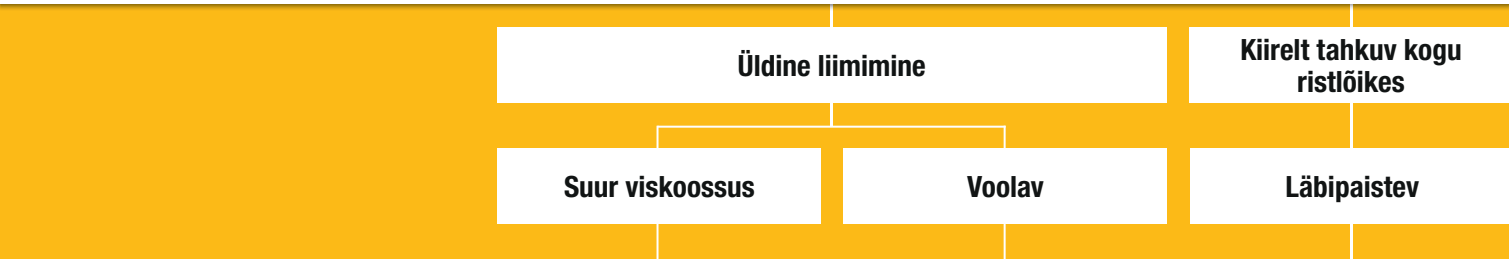 Üldine liimimine
Kiirelt tahkuv kogu
ristlõikes
Suur viskoossus
Voolav
Läbipaistev